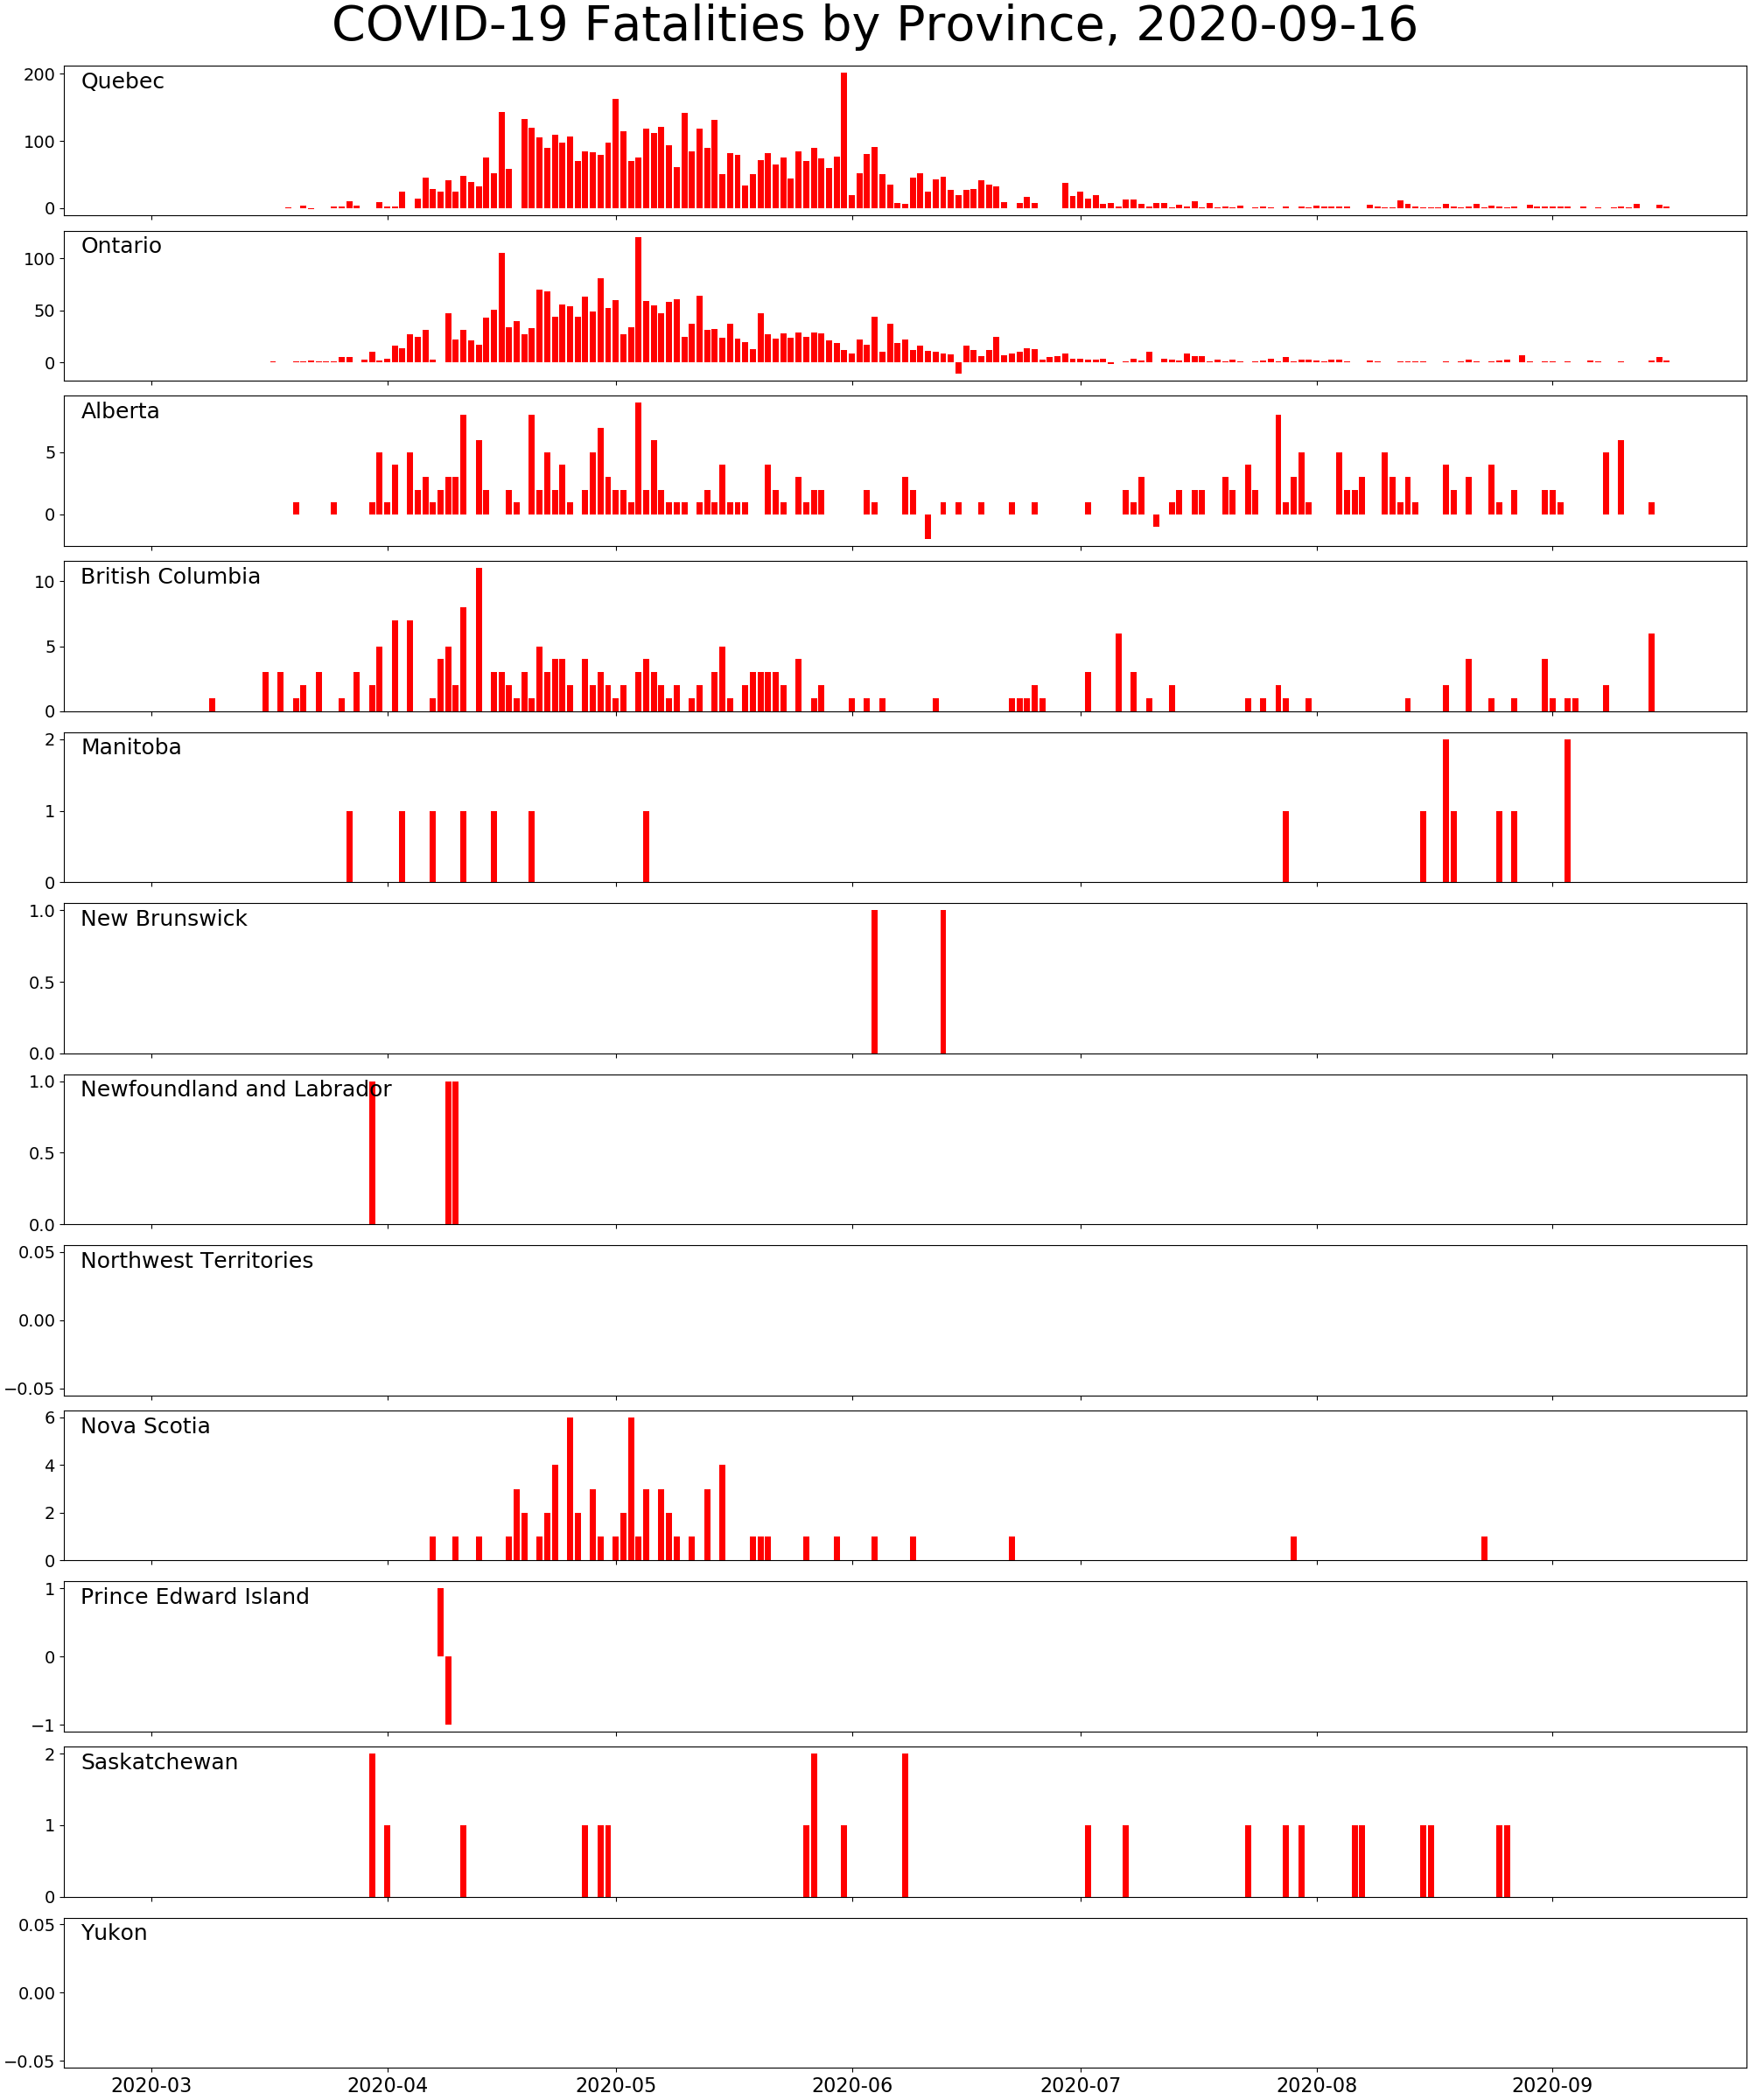 COVID-19 Fatalities by Province, 2020-09-16
Quebec
200
100
0
Ontario
100
50
0
Alberta
5
0
British Columbia
10
5
0
Manitoba
2
1
0
New Brunswick
1.0
0.5
0.0
Newfoundland and Labrador
1.0
0.5
0.0
Northwest Territories
0.05
0.00
−0.05
Nova Scotia
6
4
2
0
Prince Edward Island
1
0
−1
Saskatchewan
2
1
0
Yukon
0.05
0.00
−0.05
2020-03 2020-04 2020-05 2020-06 2020-07 2020-08 2020-09